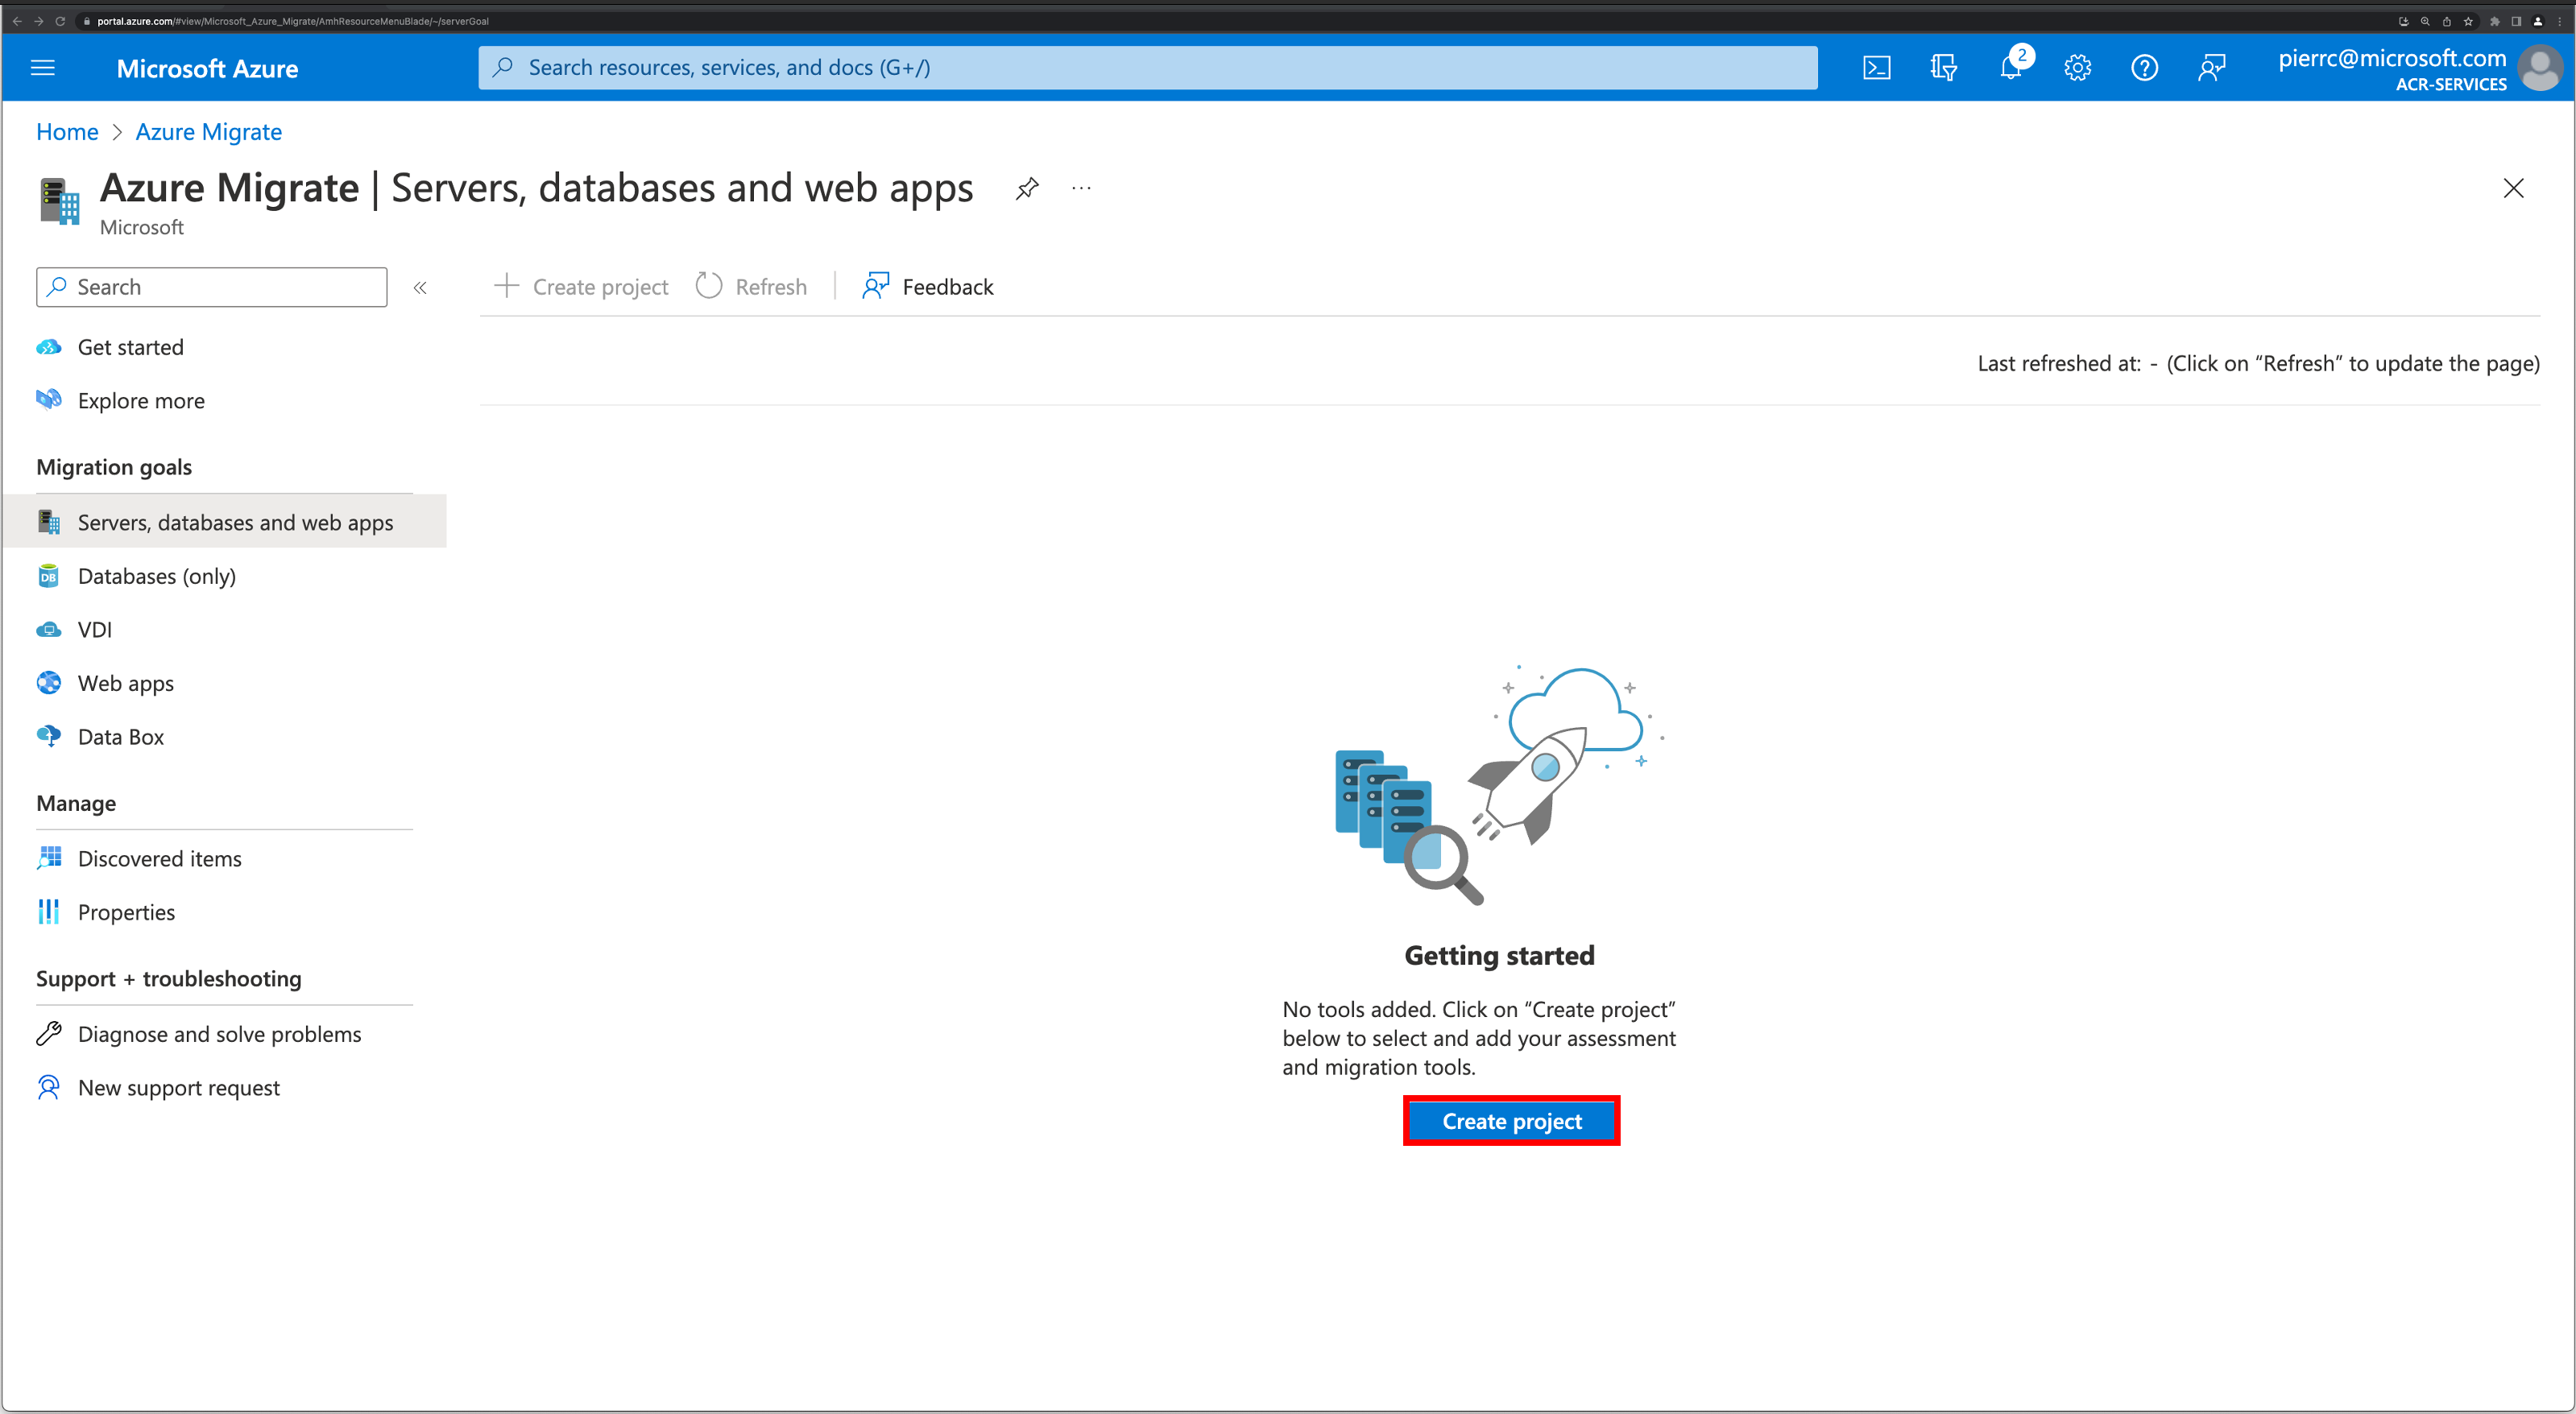 portal.azure.com/#view/Microsoft_Azure_Migrate/AmhResourceMenuBlade/~/serverGoal
Microsoft Azure
Search resources, services, and docs (G+/)
2
pierrc@microsoft.com
ACR-SERVICES
Home > Azure Migrate
Azure Migrate | Servers, databases and web apps
Microsoft
Search
Create project
Refresh
Feedback
Last refreshed at: - (Click on “Refresh” to update the page)
Get started
Explore more
Migration goals
Servers, databases and web apps
DB
Databases (only)
VDI
Web apps
Data Box
Manage
Discovered items
Properties
Support + troubleshooting
Diagnose and solve problems
New support request
Getting started
No tools added. Click on “Create project”
below to select and add your assessment
and migration tools.
Create project